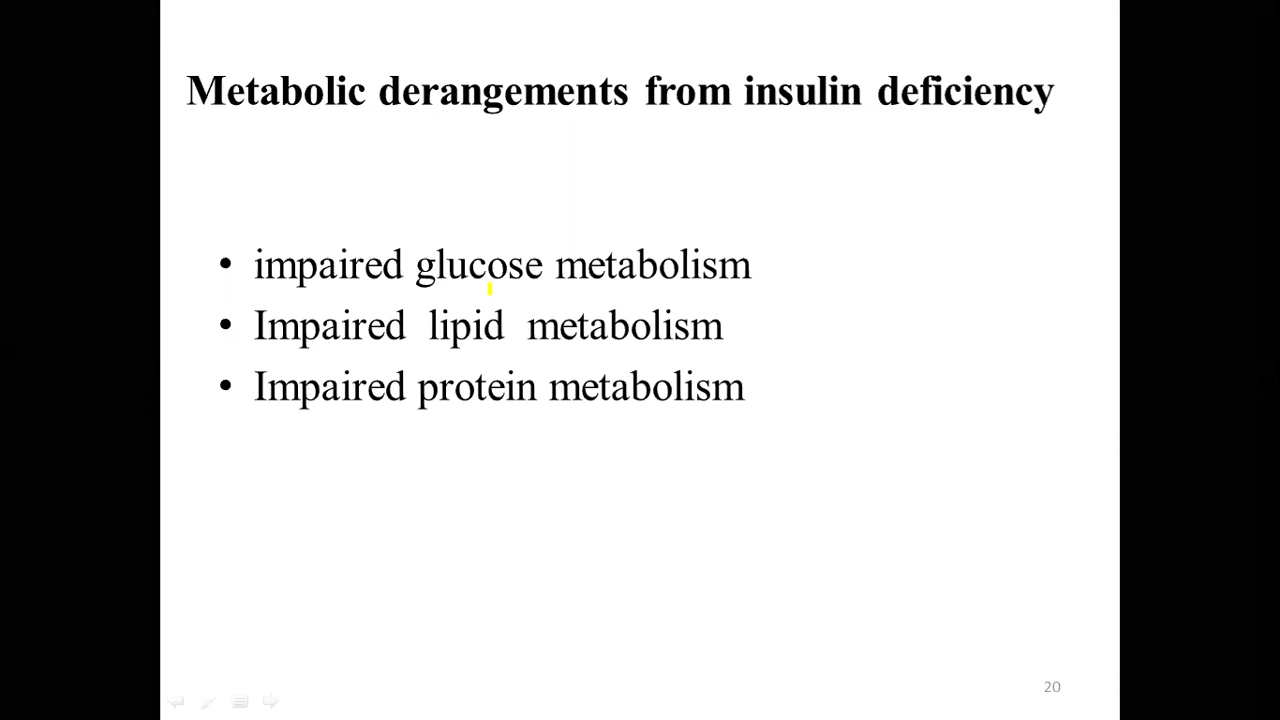 Metabolic derangements from insulin deficiency
• impaired glucose metabolism
• Impaired lipid metabolism
• Impaired protein metabolism
20